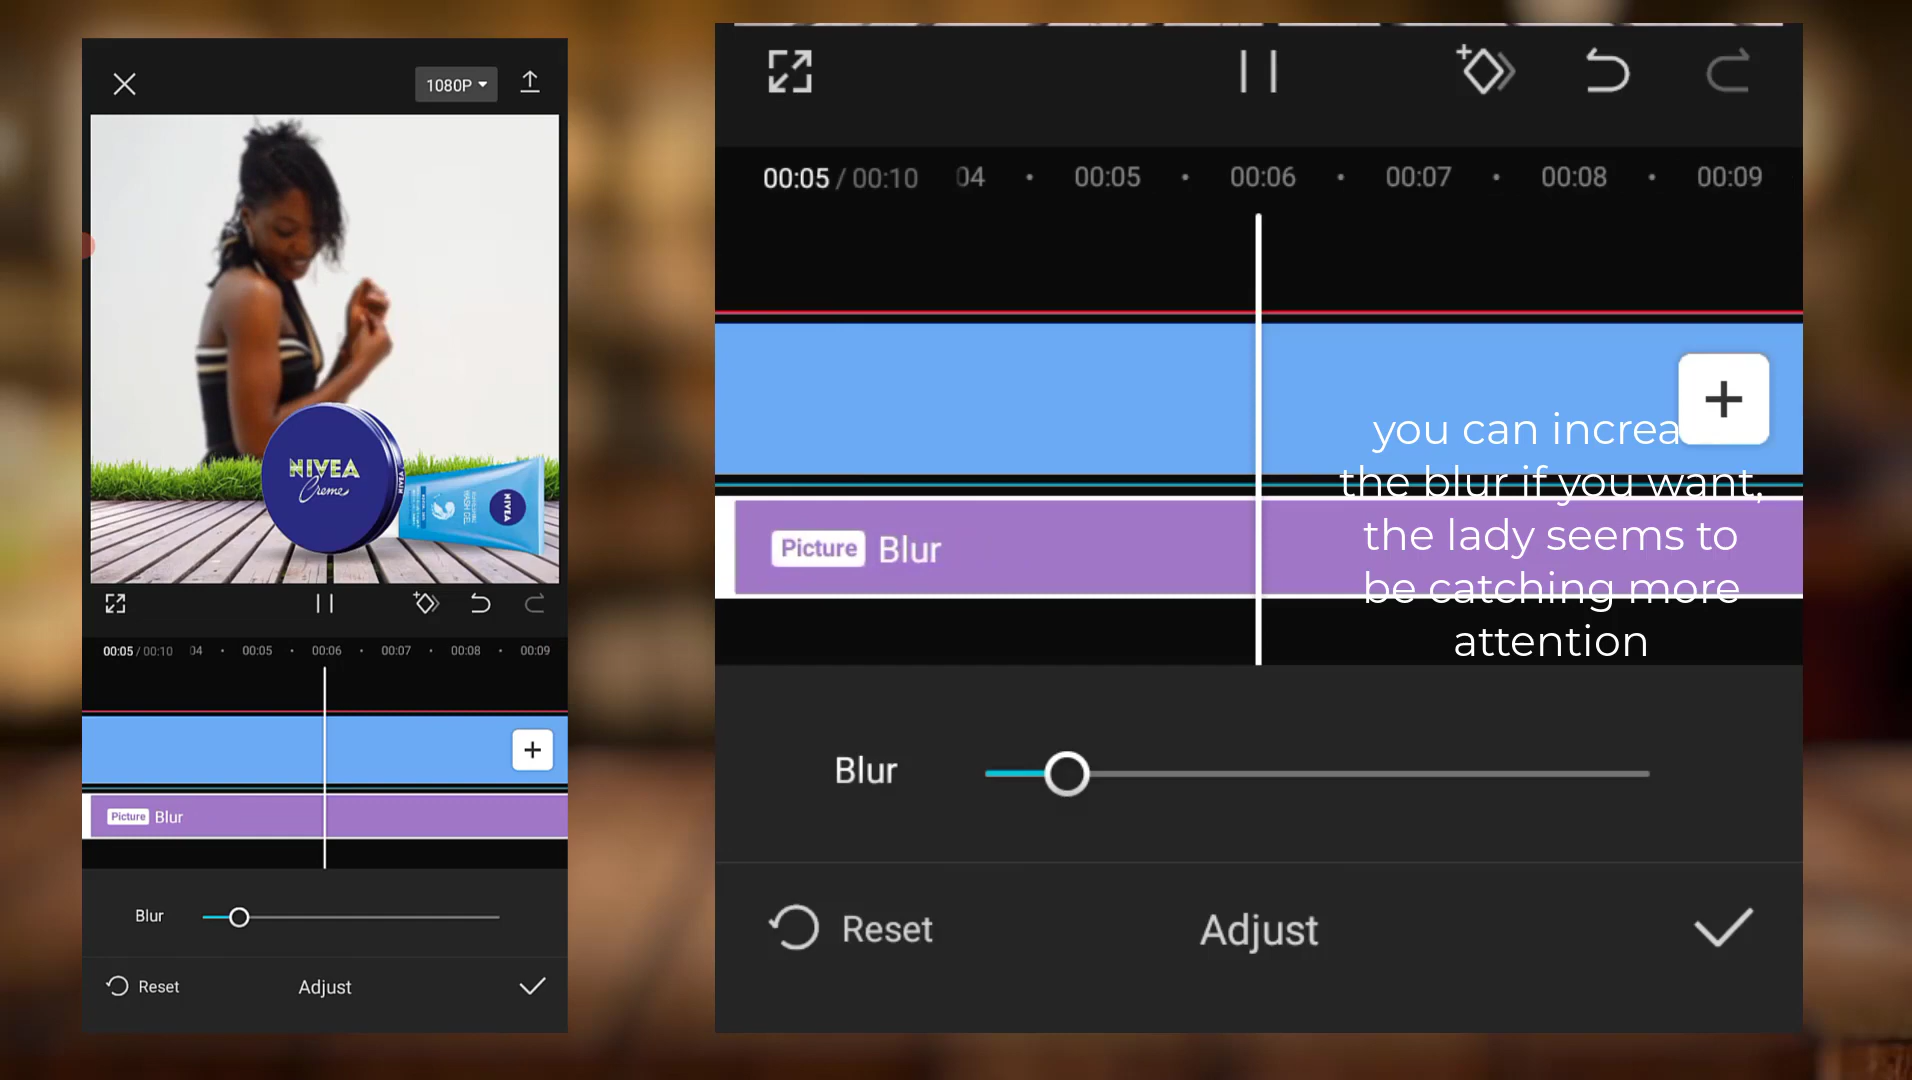 1080P
NIVEA
Creme
NIVEA
WASH GEL
NIVEA
00:05 / 00:10 04 00:05 00:06 00:07 00:08 00:09
Picture Blur
Blur
Reset Adjust
00:05 / 00:10 04 00:05 00:06 00:07 00:08 00:09
you can increa
the blur if you want,
the lady seems to
be catching more
attention
Picture Blur
Blur
Reset Adjust